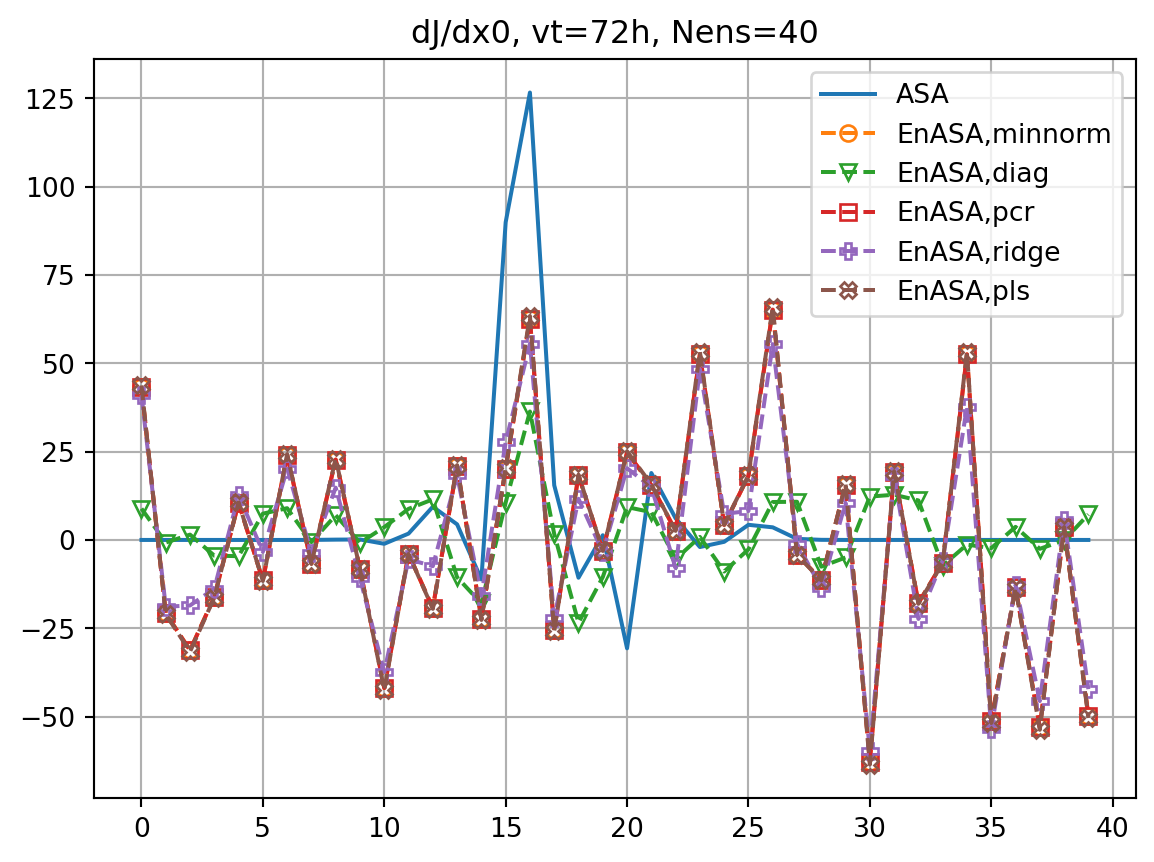 dJ/dx0, vt=72h, Nens=40
125
100
75
50
25
0
−25
−50
0
5
10
15
20
25
30
35
40
ASA
EnASA,minnorm
EnASA,diag
EnASA,pcr
EnASA,ridge
EnASA,pls